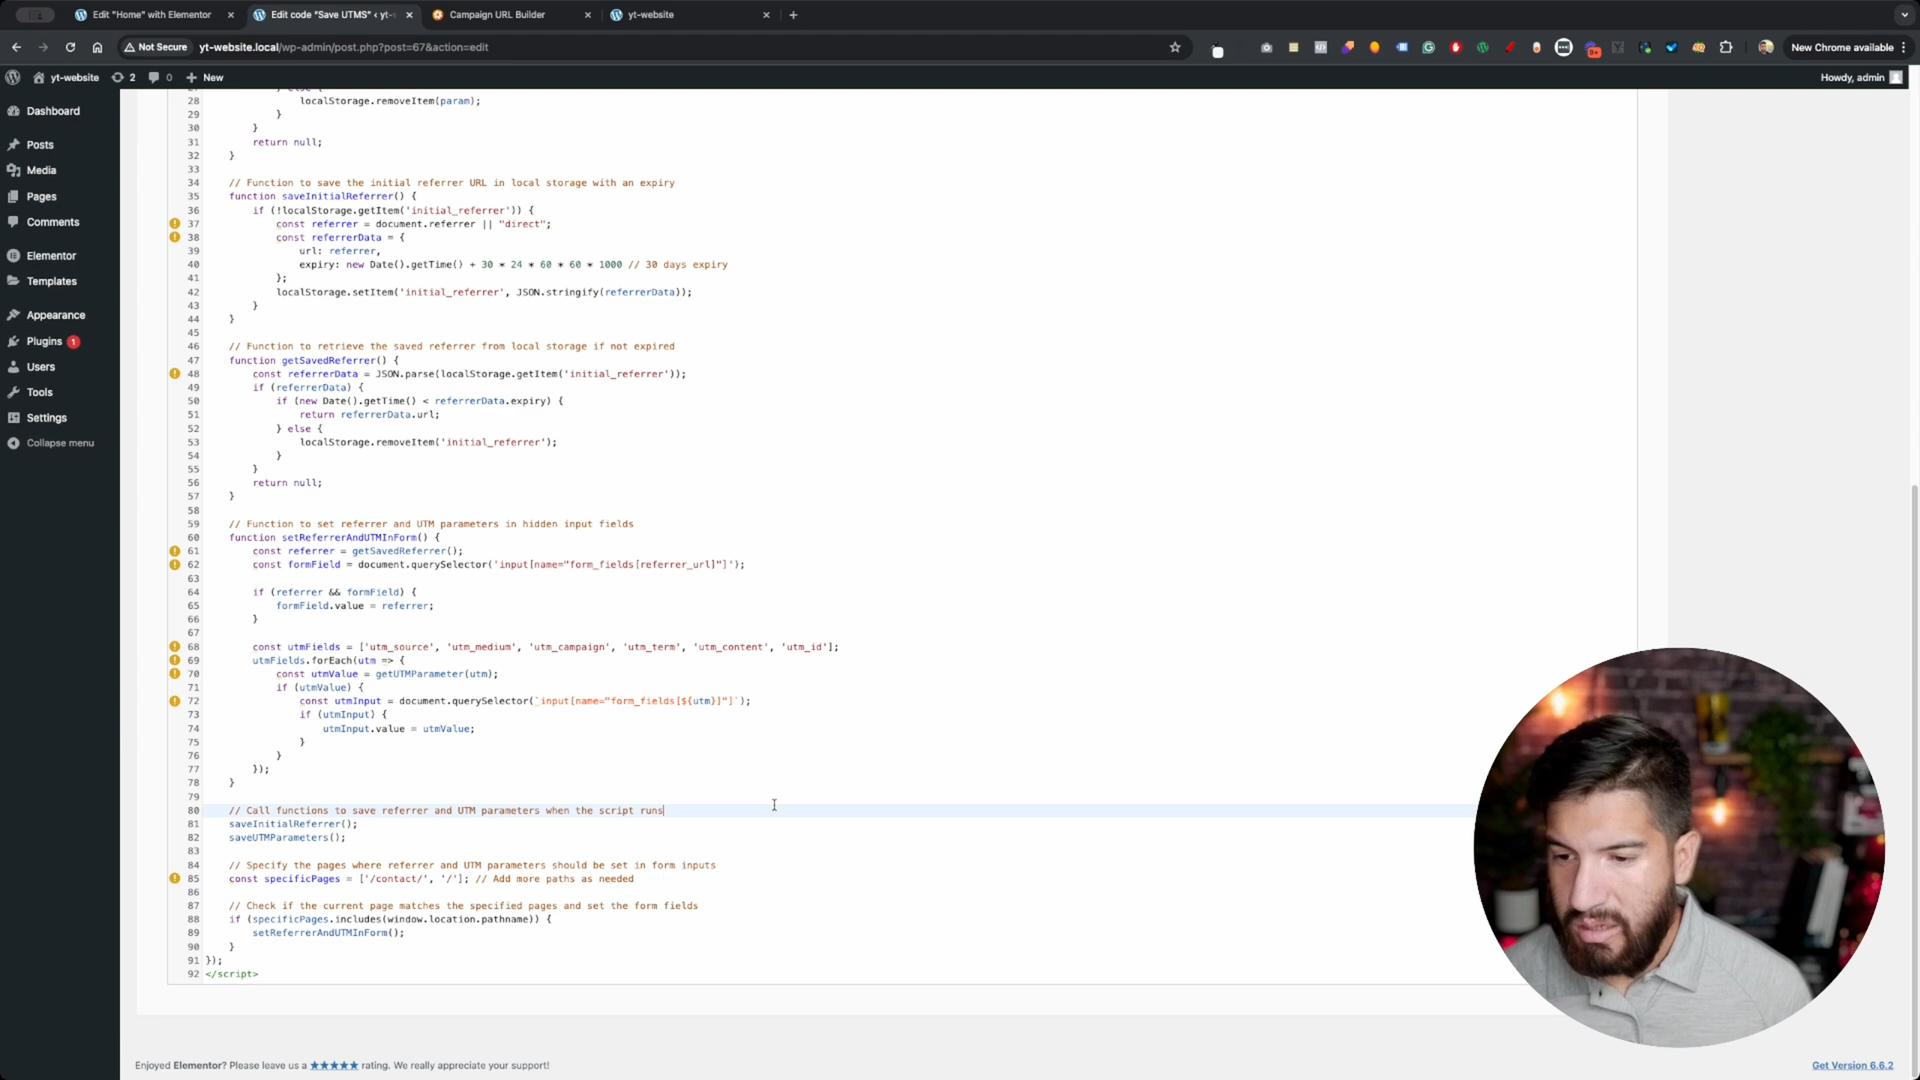 Edit "Home" with Elementor
Edit code "Save UTMS" ‹ yt-
Campaign URL Builder
yt-website
Not Secure
yt-website.local/wp-admin/post.php?post=67&action=edit
New Chrome available
yt-website
2
0
New
Howdy, admin
Dashboard
Posts
Media
Pages
Comments
Elementor
Templates
Appearance
Plugins 1
Users
Tools
Settings
Collapse menu
27 } else {
28 localStorage.removeItem(param);
29 }
30 }
31 return null;
32 }
33
34 // Function to save the initial referrer URL in local storage with an expiry
35 function saveInitialReferrer() {
36 if (!localStorage.getItem('initial_referrer')) {
37 const referrer = document.referrer || "direct";
38 const referrerData = {
39 url: referrer,
40 expiry: new Date().getTime() + 30 * 24 * 60 * 60 * 1000 // 30 days expiry
41 };
42 localStorage.setItem('initial_referrer', JSON.stringify(referrerData));
43 }
44 }
45
46 // Function to retrieve the saved referrer from local storage if not expired
47 function getSavedReferrer() {
48 const referrerData = JSON.parse(localStorage.getItem('initial_referrer'));
49 if (referrerData) {
50 if (new Date().getTime() < referrerData.expiry) {
51 return referrerData.url;
52 } else {
53 localStorage.removeItem('initial_referrer');
54 }
55 }
56 return null;
57 }
58
59 // Function to set referrer and UTM parameters in hidden input fields
60 function setReferrerAndUTMInForm() {
61 const referrer = getSavedReferrer();
62 const formField = document.querySelector('input[name="form_fields[referrer_url]"]');
63
64 if (referrer && formField) {
65 formField.value = referrer;
66 }
67
68 const utmFields = ['utm_source', 'utm_medium', 'utm_campaign', 'utm_term', 'utm_content', 'utm_id'];
69 utmFields.forEach(utm => {
70 const utmValue = getUTMParameter(utm);
71 if (utmValue) {
72 const utmInput = document.querySelector(`input[name="form_fields[${utm}]"]`);
73 if (utmInput) {
74 utmInput.value = utmValue;
75 }
76 }
77 });
78 }
79
80 // Call functions to save referrer and UTM parameters when the script runs
81 saveInitialReferrer();
82 saveUTMParameters();
83
84 // Specify the pages where referrer and UTM parameters should be set in form inputs
85 const specificPages = ['/contact/', '/']; // Add more paths as needed
86
87 // Check if the current page matches the specified pages and set the form fields
88 if (specificPages.includes(window.location.pathname)) {
89 setReferrerAndUTMInForm();
90 }
91 });
92 </script>
Enjoyed Elementor? Please leave us a ★★★★★ rating. We really appreciate your support!
Get Version 6.6.2